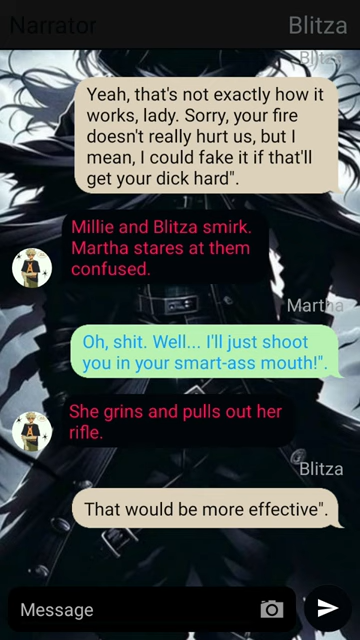 Narrator
Blitza
Blitza
Yeah, that's not exactly how it
works, lady. Sorry, your fire
doesn't really hurt us, but I
mean, I could fake it if that'll
get your dick hard".
Millie and Blitza smirk.
Martha stares at them
confused.
Martha
Oh, shit. Well... I'll just shoot
you in your smart-ass mouth!".
She grins and pulls out her
rifle.
Blitza
That would be more effective".
Message